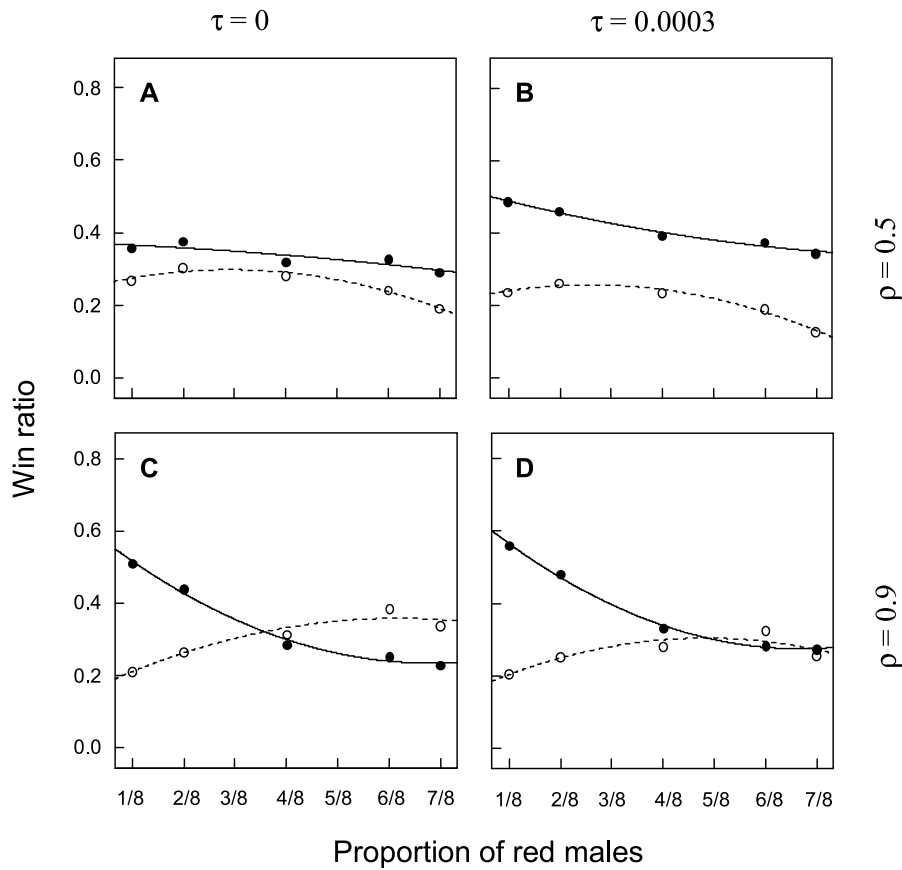 τ = 0
τ = 0.0003
A
B
0.8
0.6
0.4
0.2
0.0
ρ = 0.5
Win ratio
C
D
0.8
0.6
0.4
0.2
0.0
ρ = 0.9
1/8 2/8 3/8 4/8 5/8 6/8 7/8
1/8 2/8 3/8 4/8 5/8 6/8 7/8
Proportion of red males